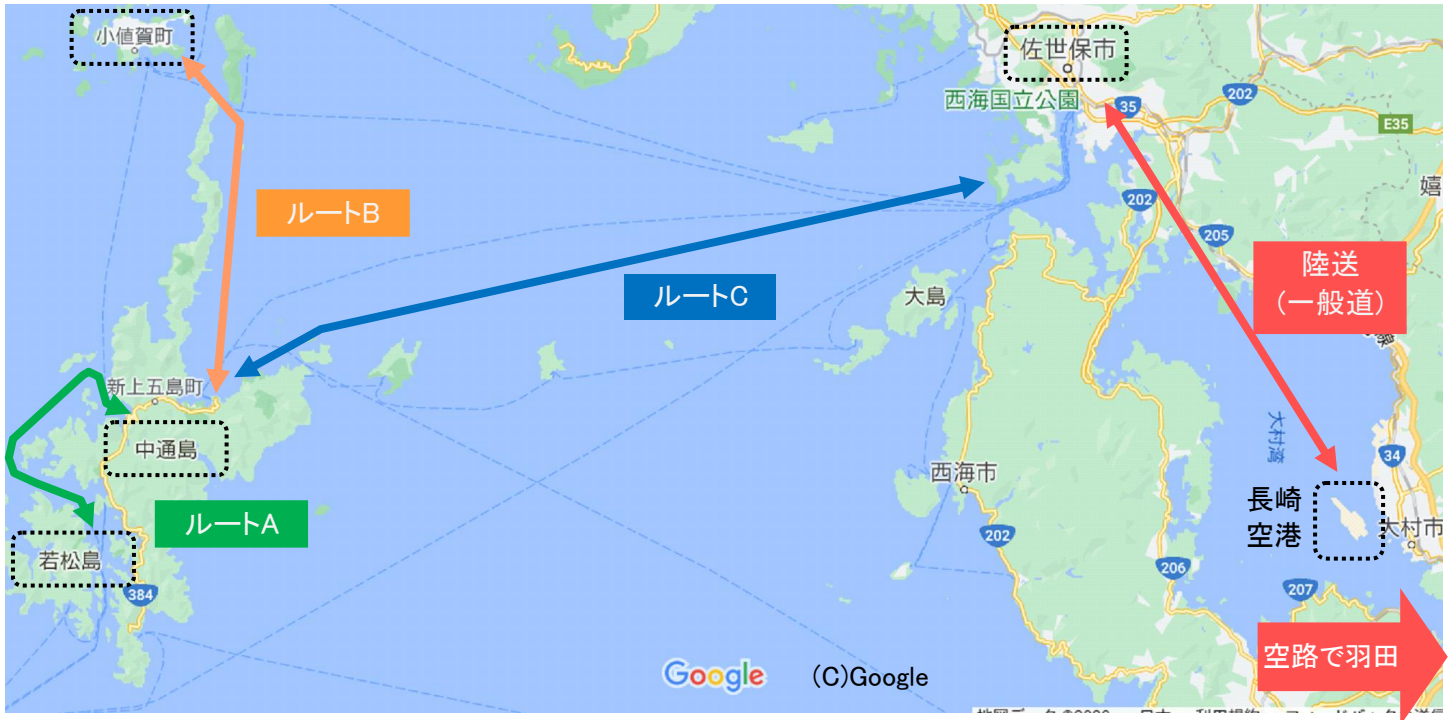 小値賀町
佐世保市
西海国立公園
35
202
E35
嬉
ルートB
202
205
陸送
(一般道)
ルートC
大島
線
新上五島町
中通島
大村湾
34
西海市
長崎
空港
大村市
ルートA
若松島
202
206
384
207
空路で羽田
Google
(C)Google